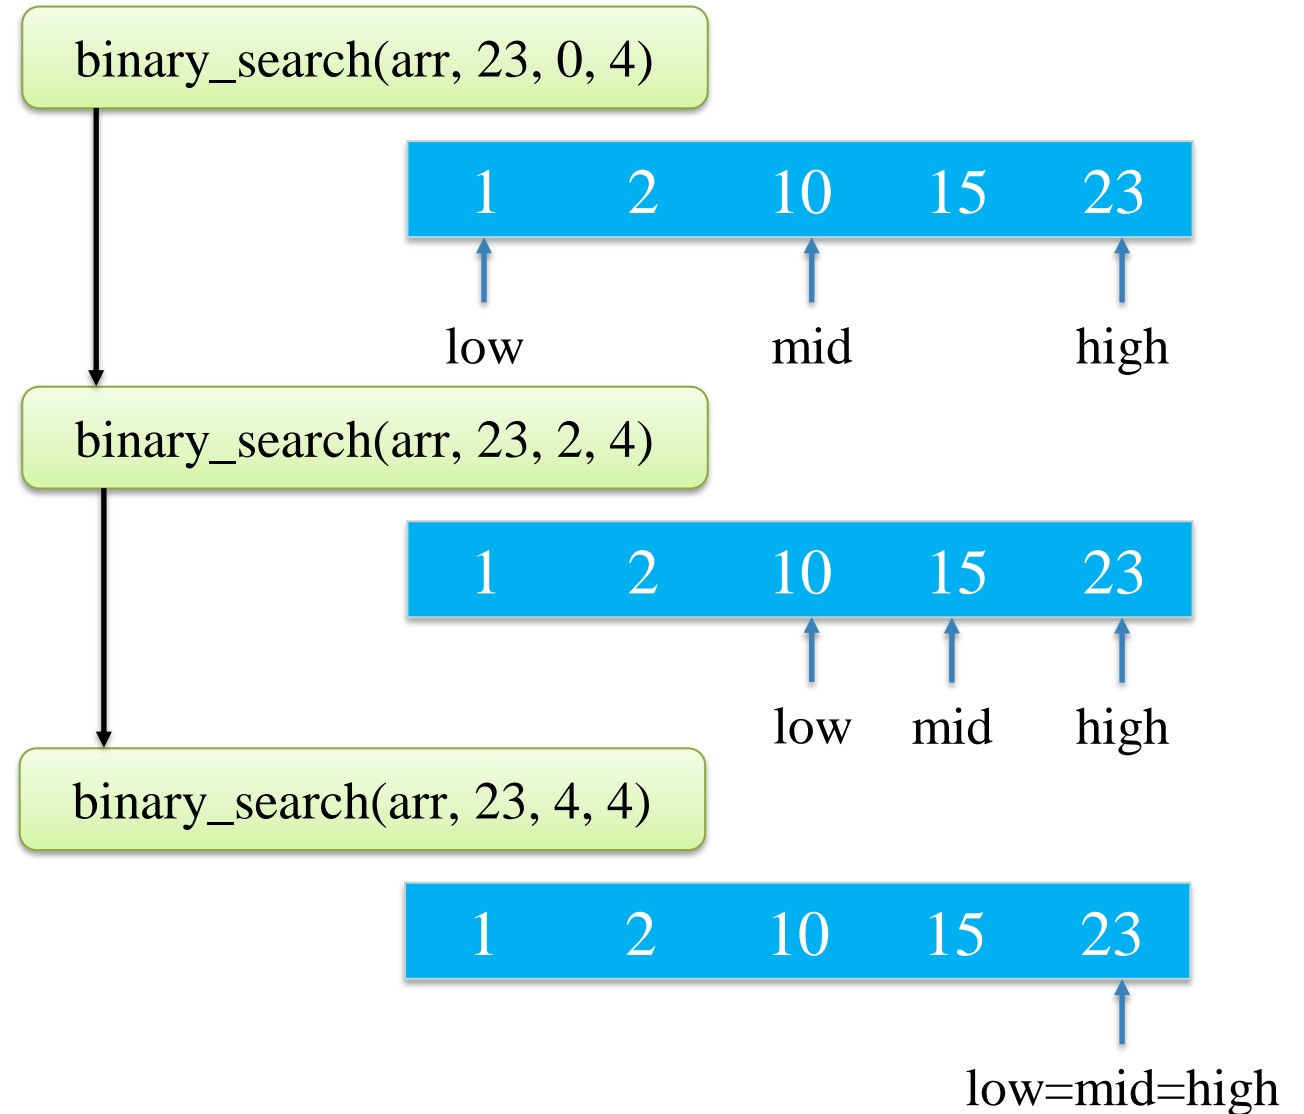 binary_search(arr, 23, 0, 4)
1 2 10 15 23
low mid high
binary_search(arr, 23, 2, 4)
1 2 10 15 23
low mid high
binary_search(arr, 23, 4, 4)
1 2 10 15 23
low=mid=high